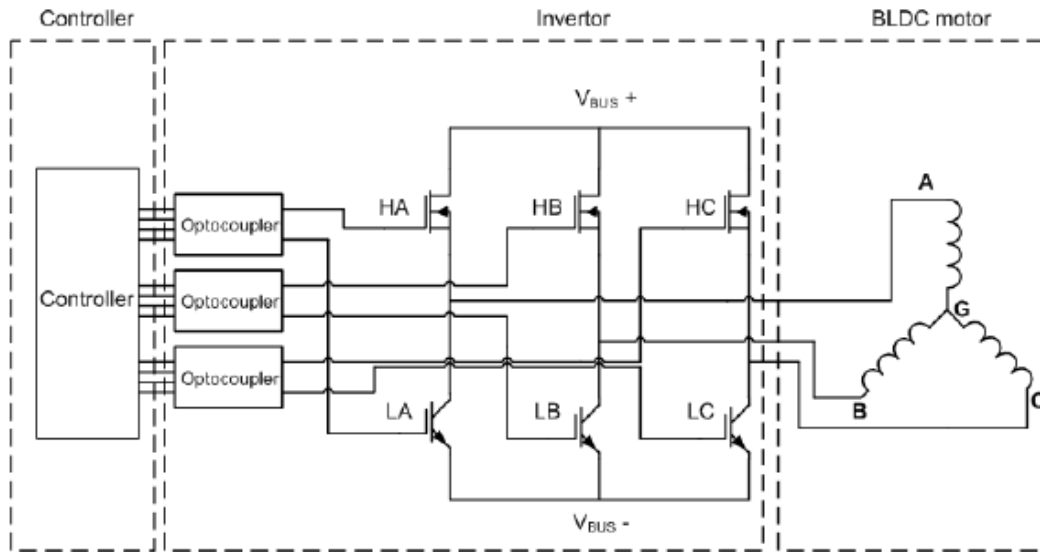 Controller
Invertor
BLDC motor
VBUS +
A
HA
HB
HC
Optocoupler
Controller
Optocoupler
G
Optocoupler
LA
LB
LC
B
C
VBUS -